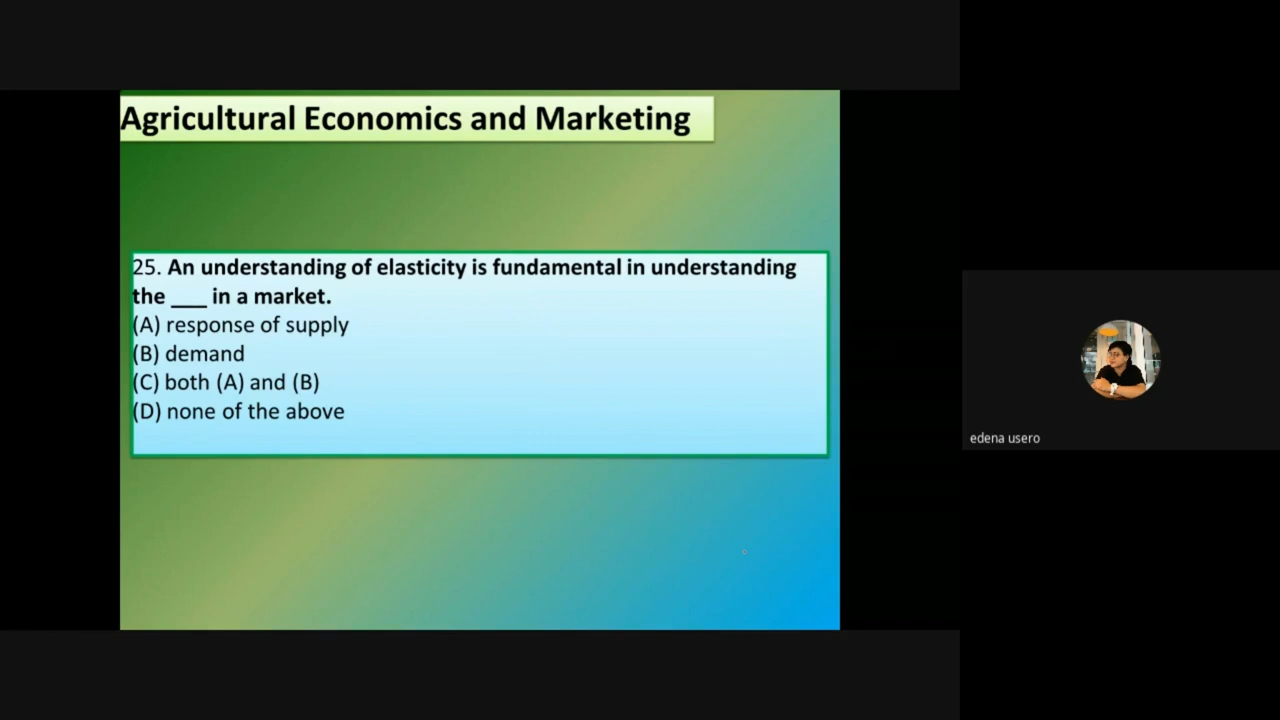 Agricultural Economics and Marketing
25. An understanding of elasticity is fundamental in understanding
the ___ in a market.
(A) response of supply
(B) demand
(C) both (A) and (B)
(D) none of the above
edena usero